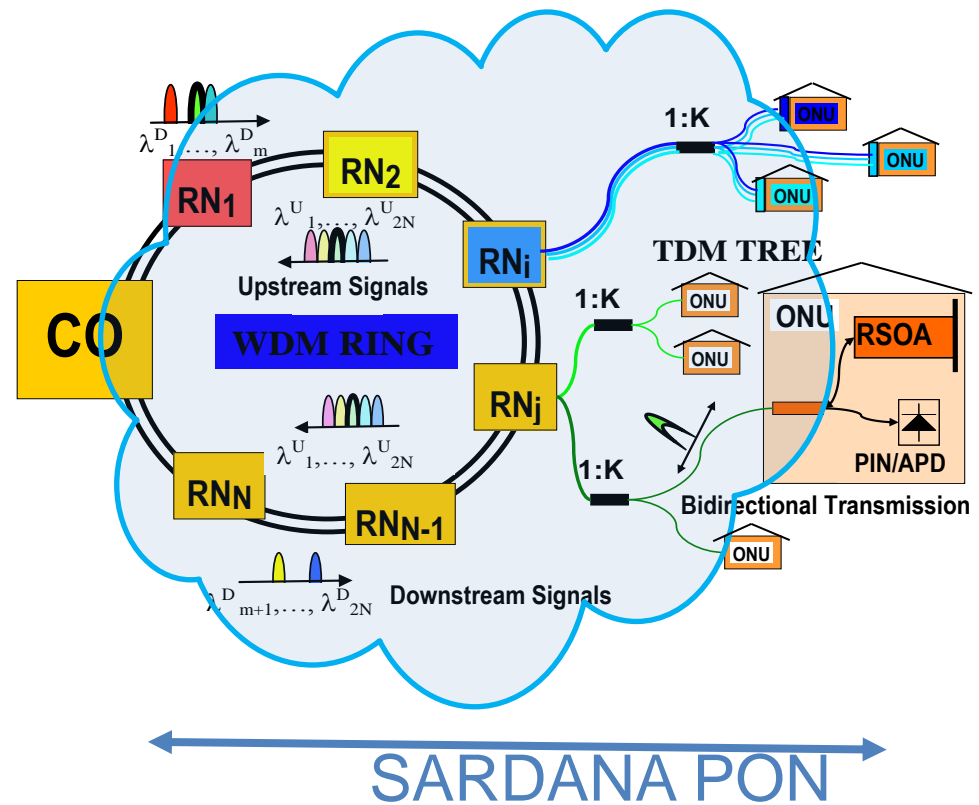 λᴰ₁,..., λᴰₘ
1:K
ONU
ONU
ONU
RN₁
RN₂
λᵁ₁,..., λᵁ₂N
RNᵢ
TDM TREE
Upstream Signals
1:K
ONU
ONU
ONU
RSOA
CO
WDM RING
RNⱼ
λᵁ₁,..., λᵁ₂N
1:K
PIN/APD
RN_N
RN_N-1
Bidirectional Transmission
ONU
λᴰₘ₊₁,..., λᴰ₂N
Downstream Signals
SARDANA PON